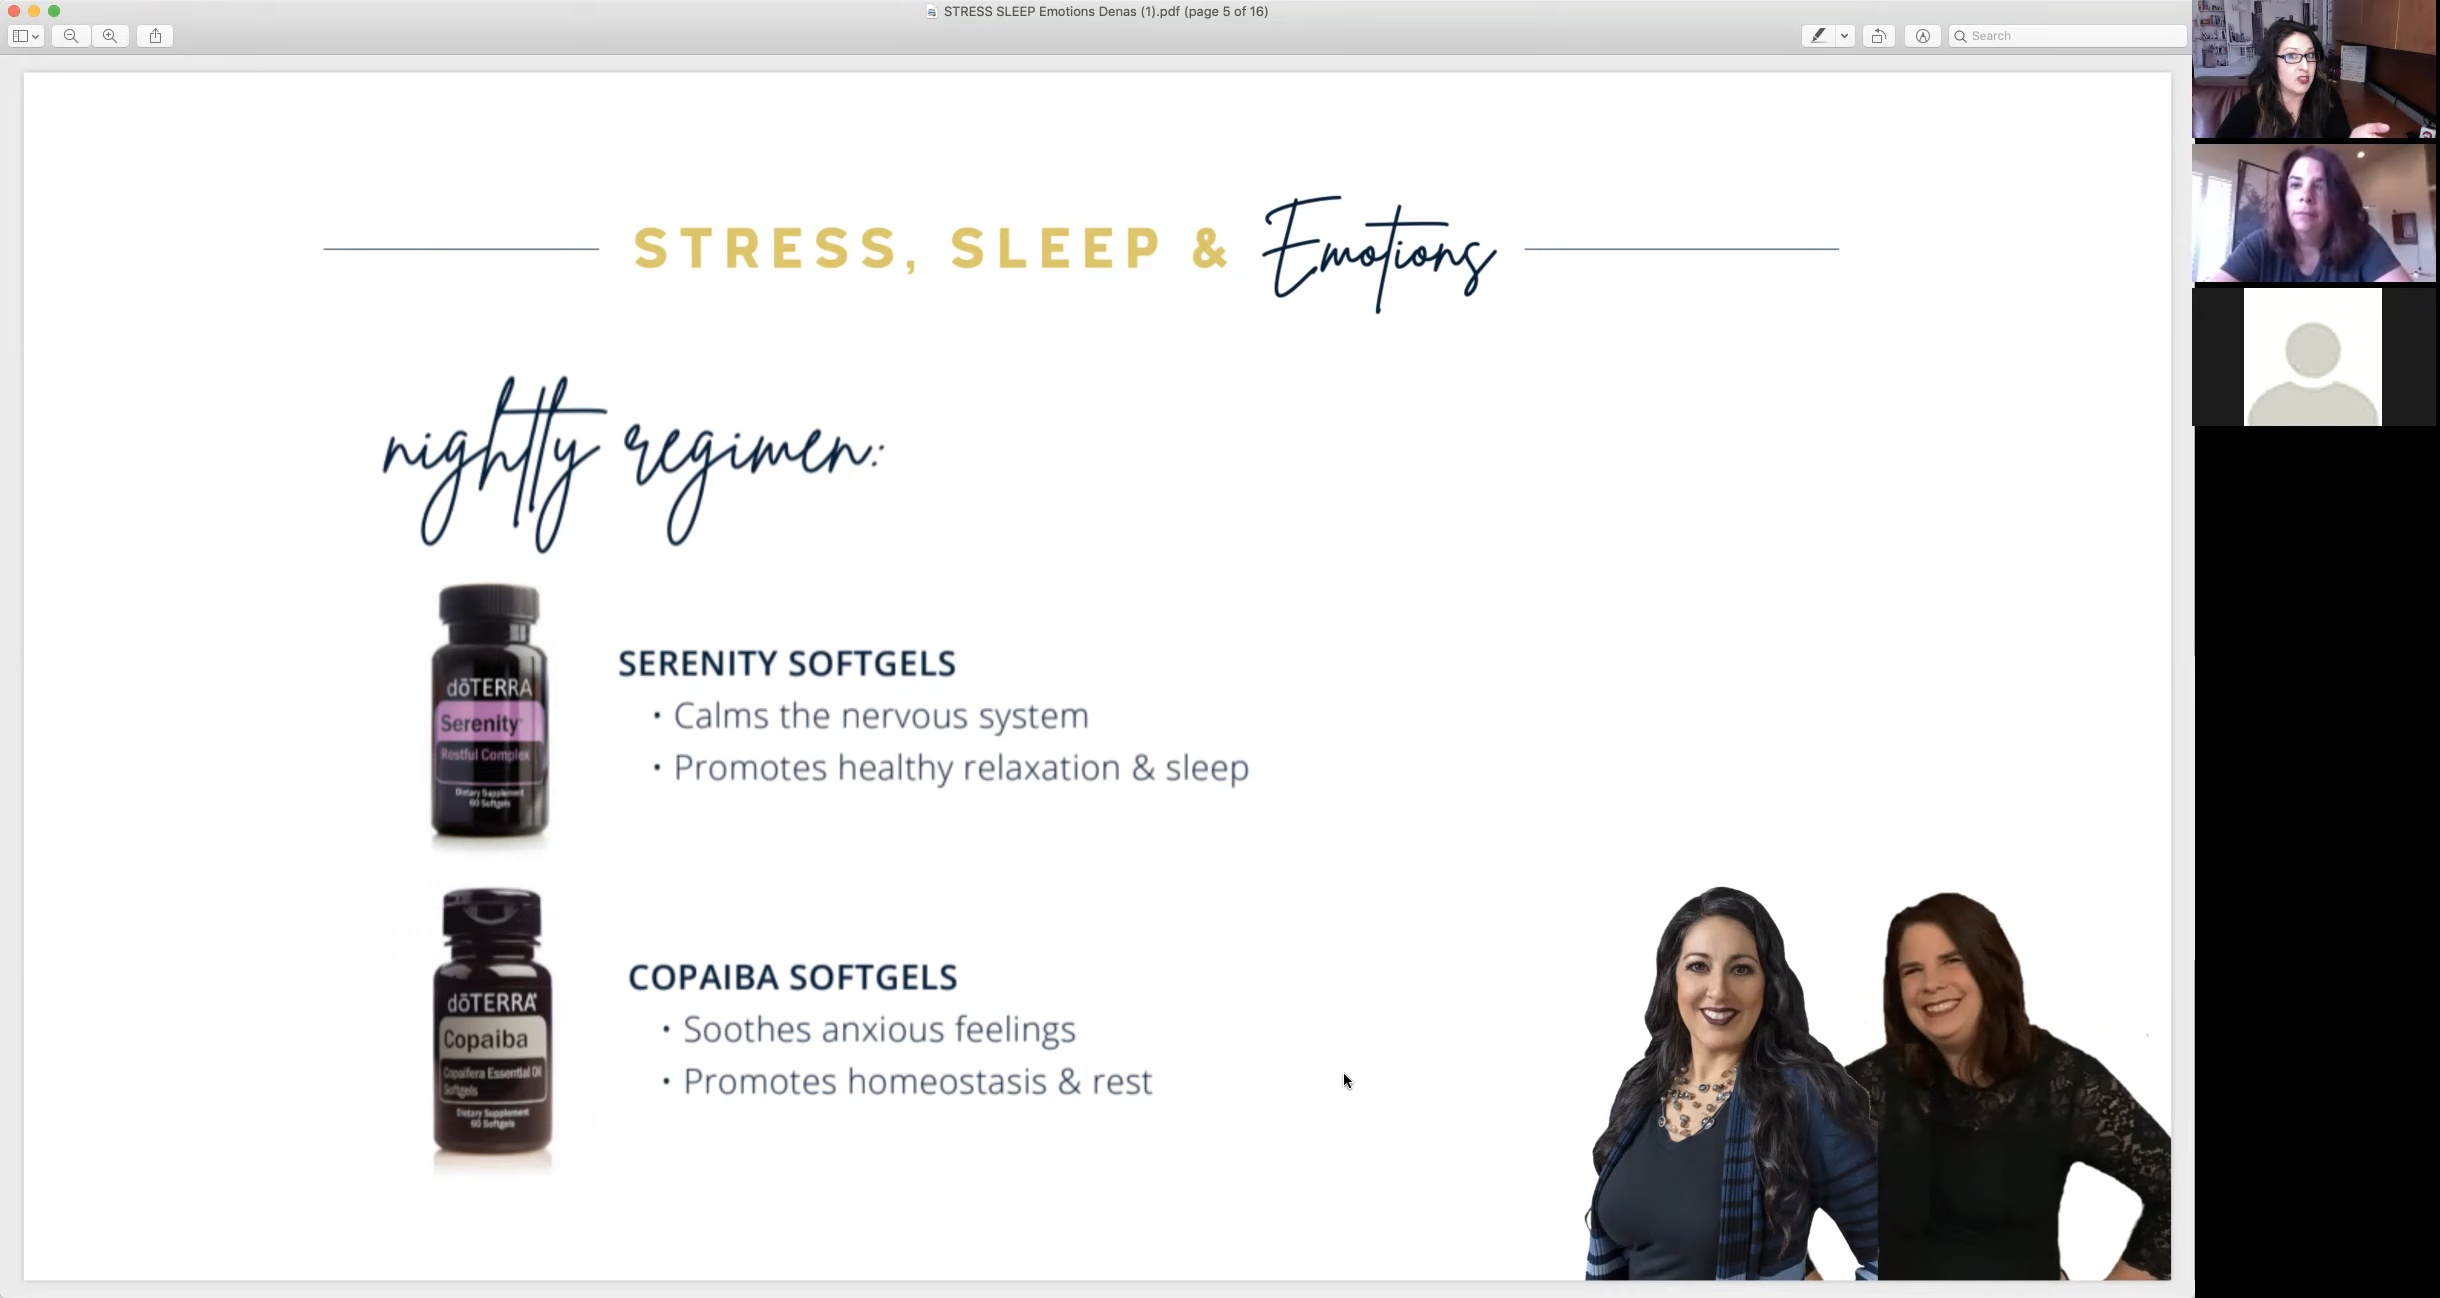 STRESS SLEEP Emotions Denas (1).pdf (page 5 of 16)
Search
STRESS, SLEEP & Emotions
nightly regimen:
dōTERRA
Serenity
Restful Complex
Dietary Supplement
60 Softgels
SERENITY SOFTGELS
• Calms the nervous system
• Promotes healthy relaxation & sleep
dōTERRA®
Copaiba
Copaifera Essential Oil
Softgels
Dietary Supplement
60 Softgels
COPAIBA SOFTGELS
• Soothes anxious feelings
• Promotes homeostasis & rest